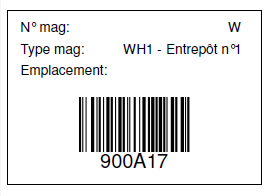 N° mag: W
Type mag: WH1 - Entrepôt n°1
Emplacement:
900A17